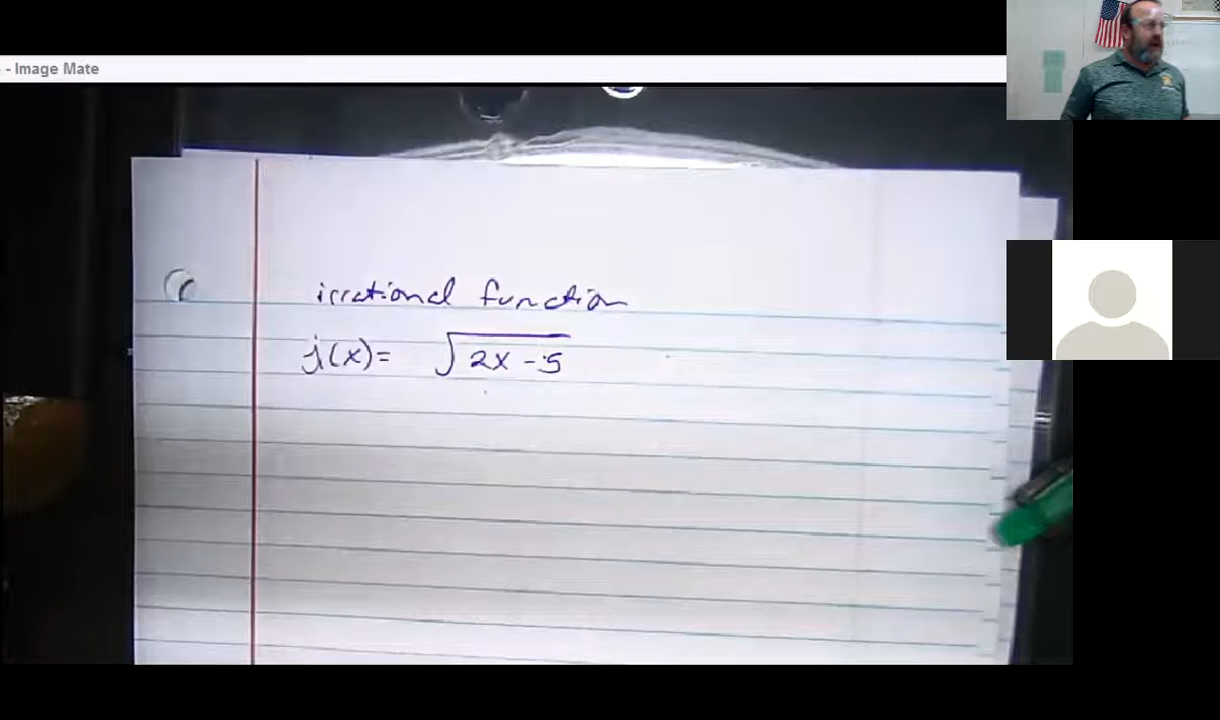 - Image Mate
irrational function
j(x)= √2x-5